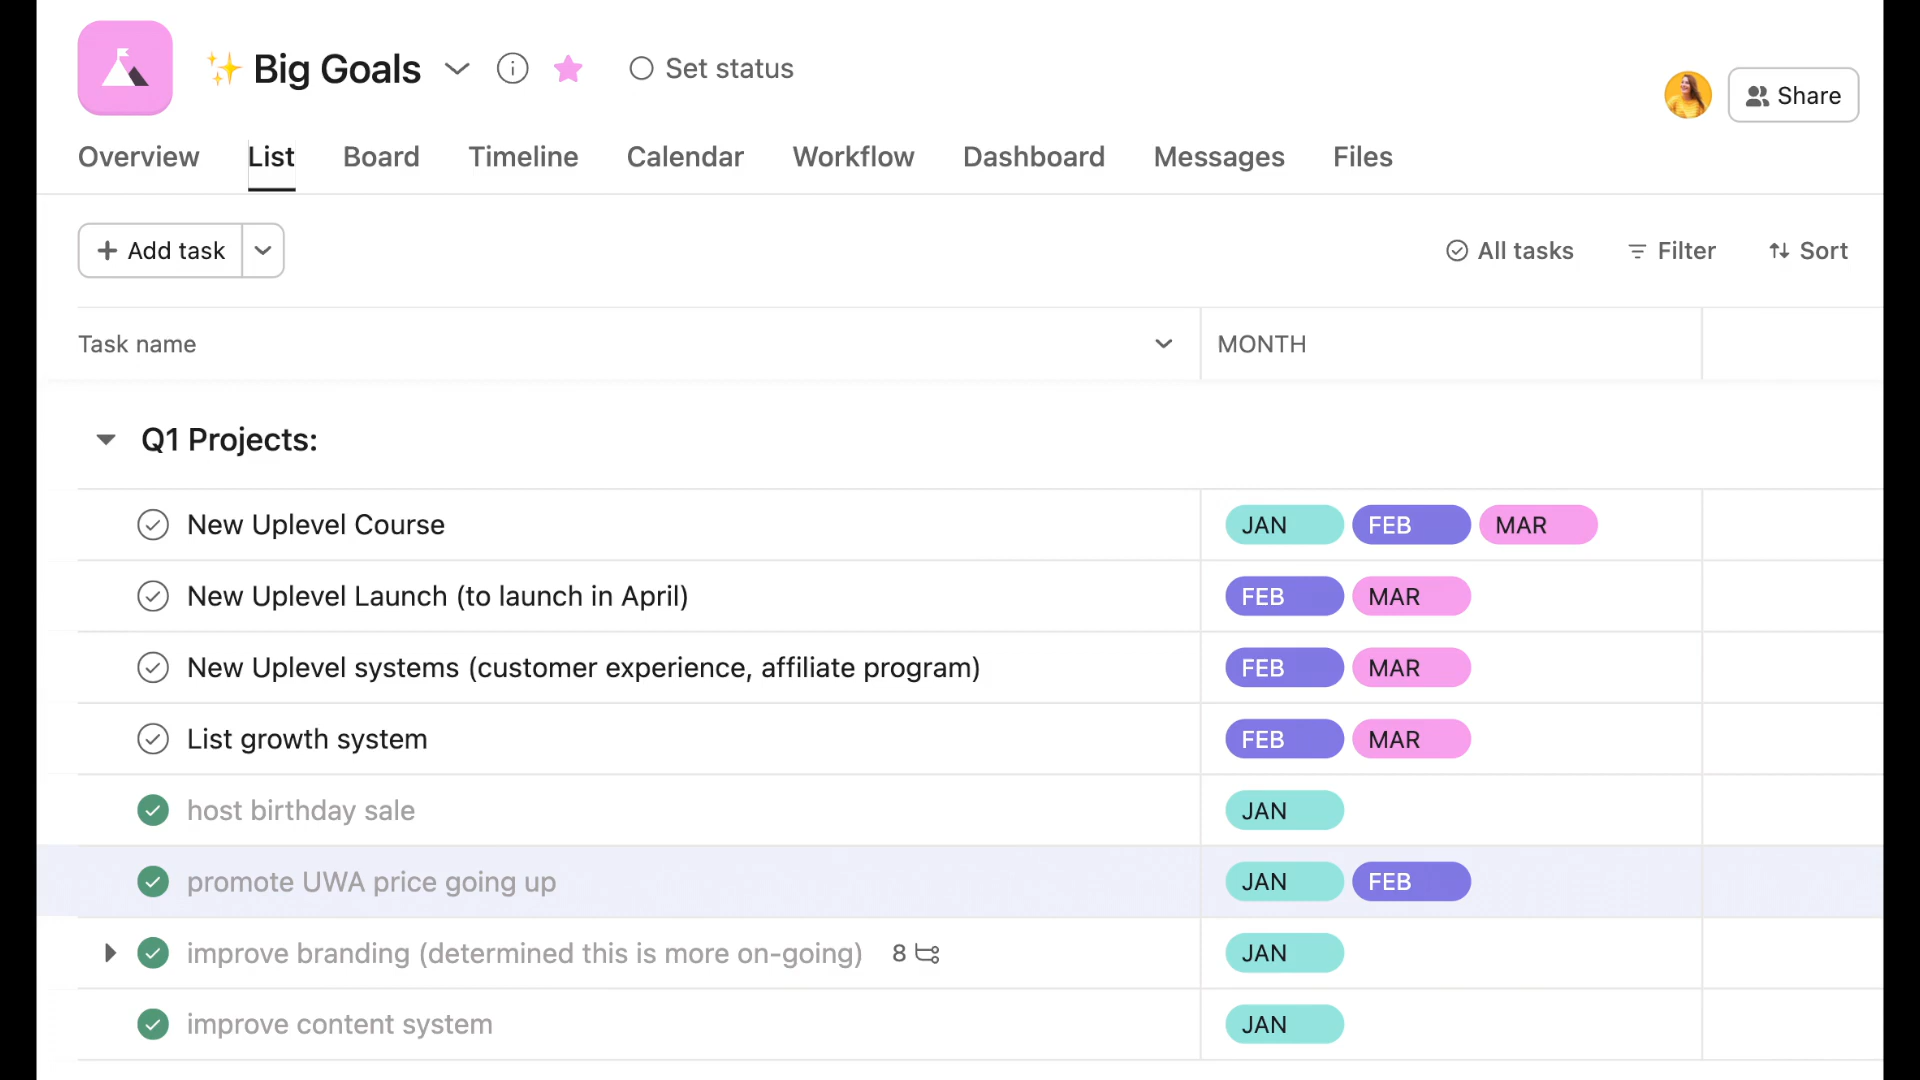 ✨ Big Goals
Set status
Share
Overview List Board Timeline Calendar Workflow Dashboard Messages Files
+ Add task
All tasks Filter Sort
Task name MONTH
Q1 Projects:
New Uplevel Course JAN FEB MAR
New Uplevel Launch (to launch in April) FEB MAR
New Uplevel systems (customer experience, affiliate program) FEB MAR
List growth system FEB MAR
host birthday sale JAN
promote UWA price going up JAN FEB
improve branding (determined this is more on-going) 8 JAN
improve content system JAN